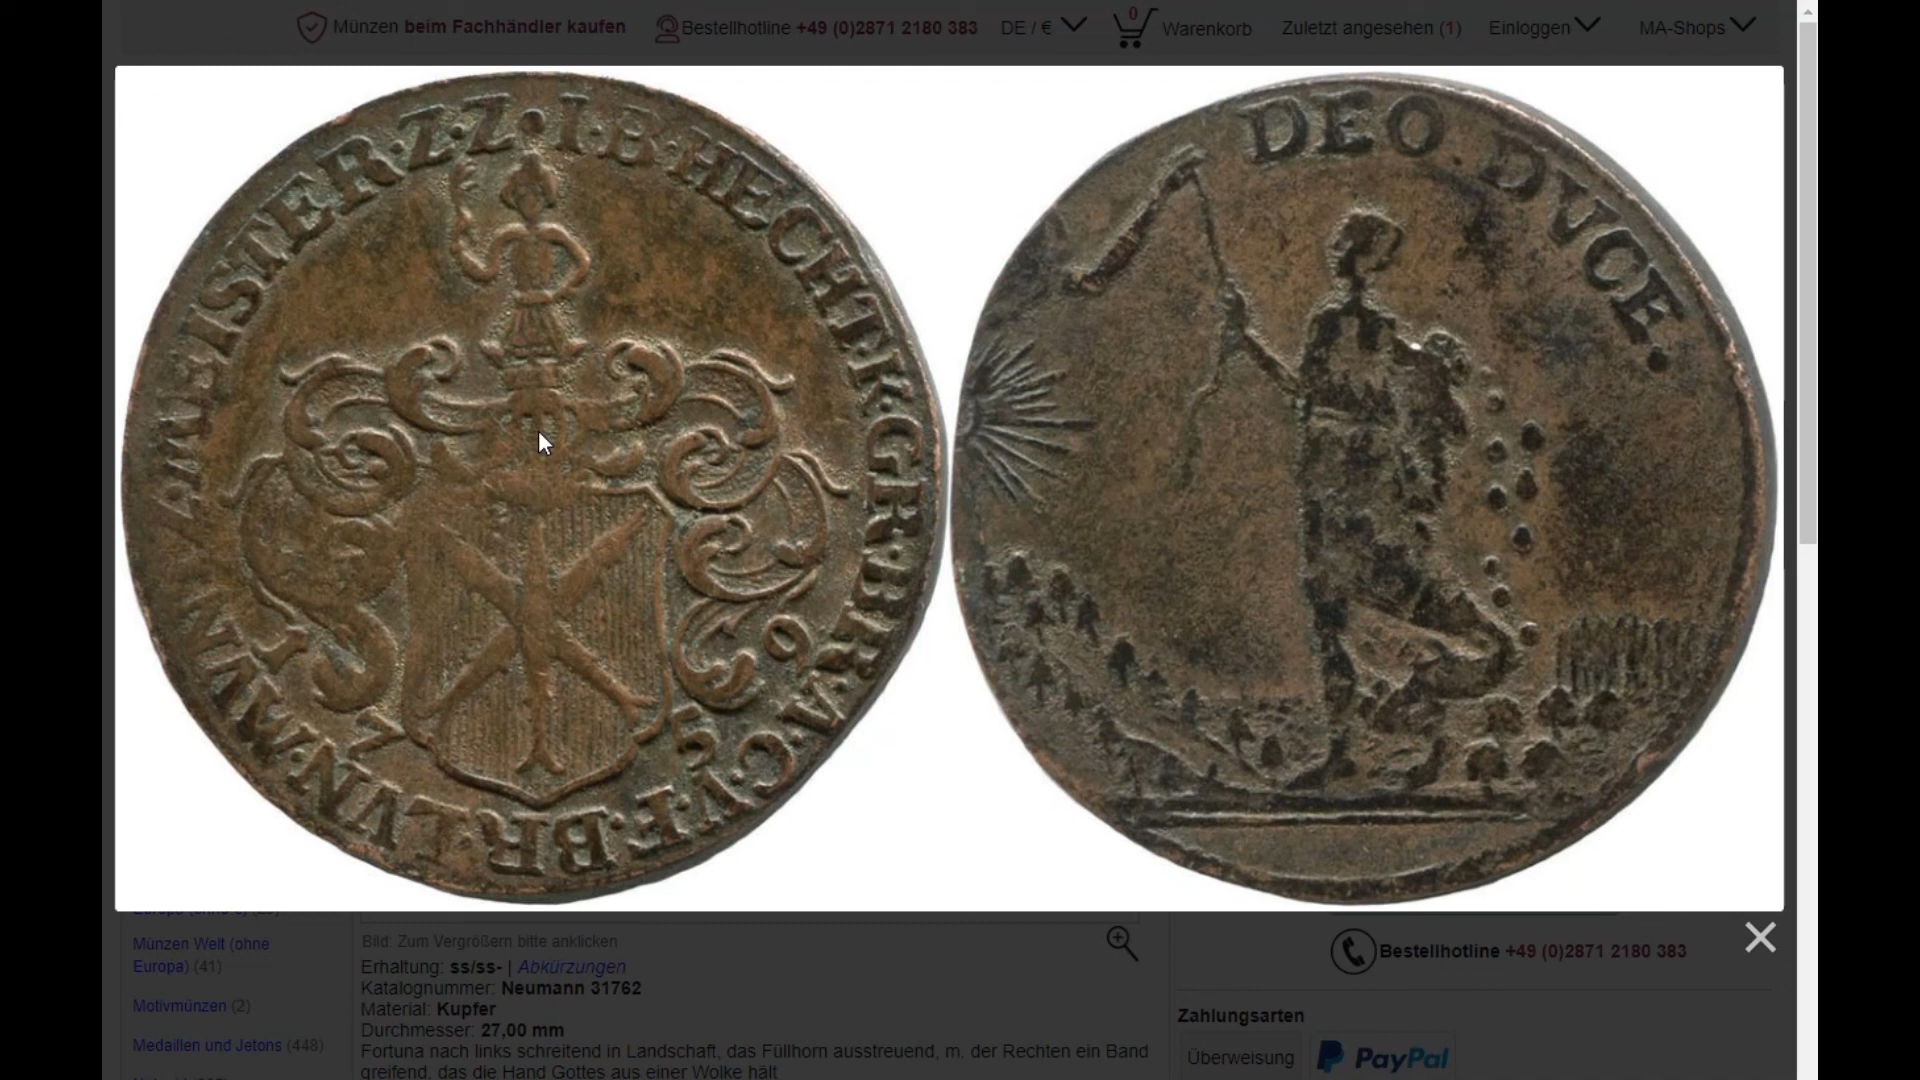 Münzen beim Fachhändler kaufen
Bestellhotline +49 (0)2871 2180 383
DE / €
0
Warenkorb
Zuletzt angesehen (1)
Einloggen
MA-Shops
MEISTER·Z·Z·I·B·HECHT·K·GR·BR·A·C·V·F·BR·LVN·MVN
1
6
Z
5
DEO. DVCE.
Münzen Welt (ohne
Europa) (41)
Motivmünzen (2)
Medaillen und Jetons (448)
Bild: Zum Vergrößern bitte anklicken
Erhaltung: ss/ss- | Abkürzungen
Katalognummer: Neumann 31762
Material: Kupfer
Durchmesser: 27,00 mm
Fortuna nach links schreitend in Landschaft, das Füllhorn ausstreuend, m. der Rechten ein Band
greifend, das die Hand Gottes aus einer Wolke hält
Bestellhotline +49 (0)2871 2180 383
Zahlungsarten
Überweisung
PayPal